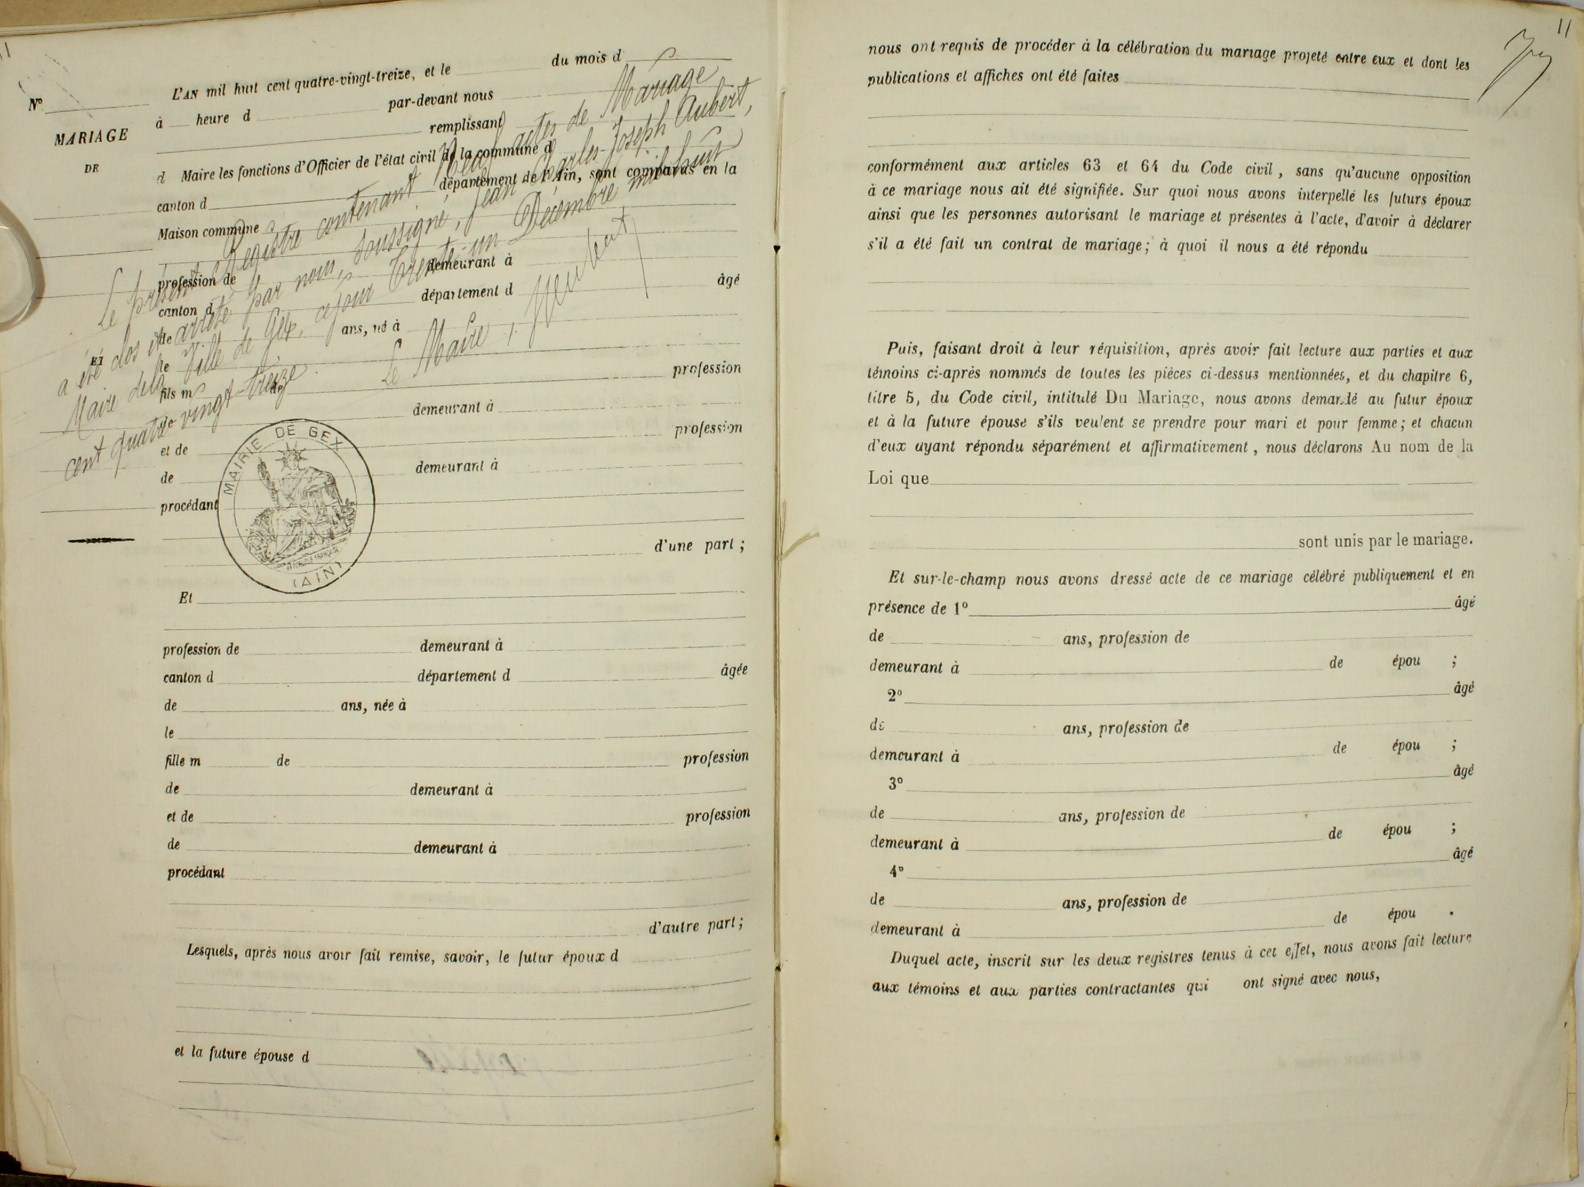 11
Nº
MARIAGE
DE
ET
L'AN mil huit cent quatre-vingt-treize, et le du mois d
à heure d par-devant nous
remplissant
d Maire les fonctions d'Officier de l'état civil de la commune d
canton d département de l'Ain, sont comparus en la
Maison commune
profession de demeurant à
canton d département d âgé
de ans, né à
le
fils m de profession
de demeurant à
et de profession
de demeurant à
procédant
d'une part ;
Et
profession de demeurant à
canton d département d âgée
de ans, née à
le
fille m de profession
de demeurant à
et de profession
de demeurant à
procédant
d'autre part ;
Lesquels, après nous avoir fait remise, savoir, le futur époux d
et la future épouse d
Le présent Registre contenant actes de Mariage
a été clos et arrêté par nous, soussigné, Jean Charles-Joseph Aubert,
Maire de la Ville de Gex, ce jour Trente-un Décembre mil huit
cent quatre vingt treize
Le Maire,
MAIRIE DE GEX
(AIN)
11
nous ont requis de procéder à la célébration du mariage projeté entre eux et dont les
publications et affiches ont été faites
conformément aux articles 63 et 64 du Code civil, sans qu'aucune opposition
à ce mariage nous ait été signifiée. Sur quoi nous avons interpellé les futurs époux
ainsi que les personnes autorisant le mariage et présentes à l'acte, d'avoir à déclarer
s'il a été fait un contrat de mariage ; à quoi il nous a été répondu
Puis, faisant droit à leur réquisition, après avoir fait lecture aux parties et aux
témoins ci-après nommés de toutes les pièces ci-dessus mentionnées, et du chapitre 6,
titre 5, du Code civil, intitulé Du Mariage, nous avons demandé au futur époux
et à la future épouse s'ils veulent se prendre pour mari et pour femme ; et chacun
d'eux ayant répondu séparément et affirmativement, nous déclarons Au nom de la
Loi que
sont unis par le mariage.
Et sur-le-champ nous avons dressé acte de ce mariage célébré publiquement et en
présence de 1º âgé
de ans, profession de
demeurant à de épou ;
2º âgé
de ans, profession de
demeurant à de épou ;
3º âgé
de ans, profession de
demeurant à de épou ;
4º âgé
de ans, profession de
demeurant à de épou .
Duquel acte, inscrit sur les deux registres tenus à cet effet, nous avons fait lecture
aux témoins et aux parties contractantes qui ont signé avec nous,